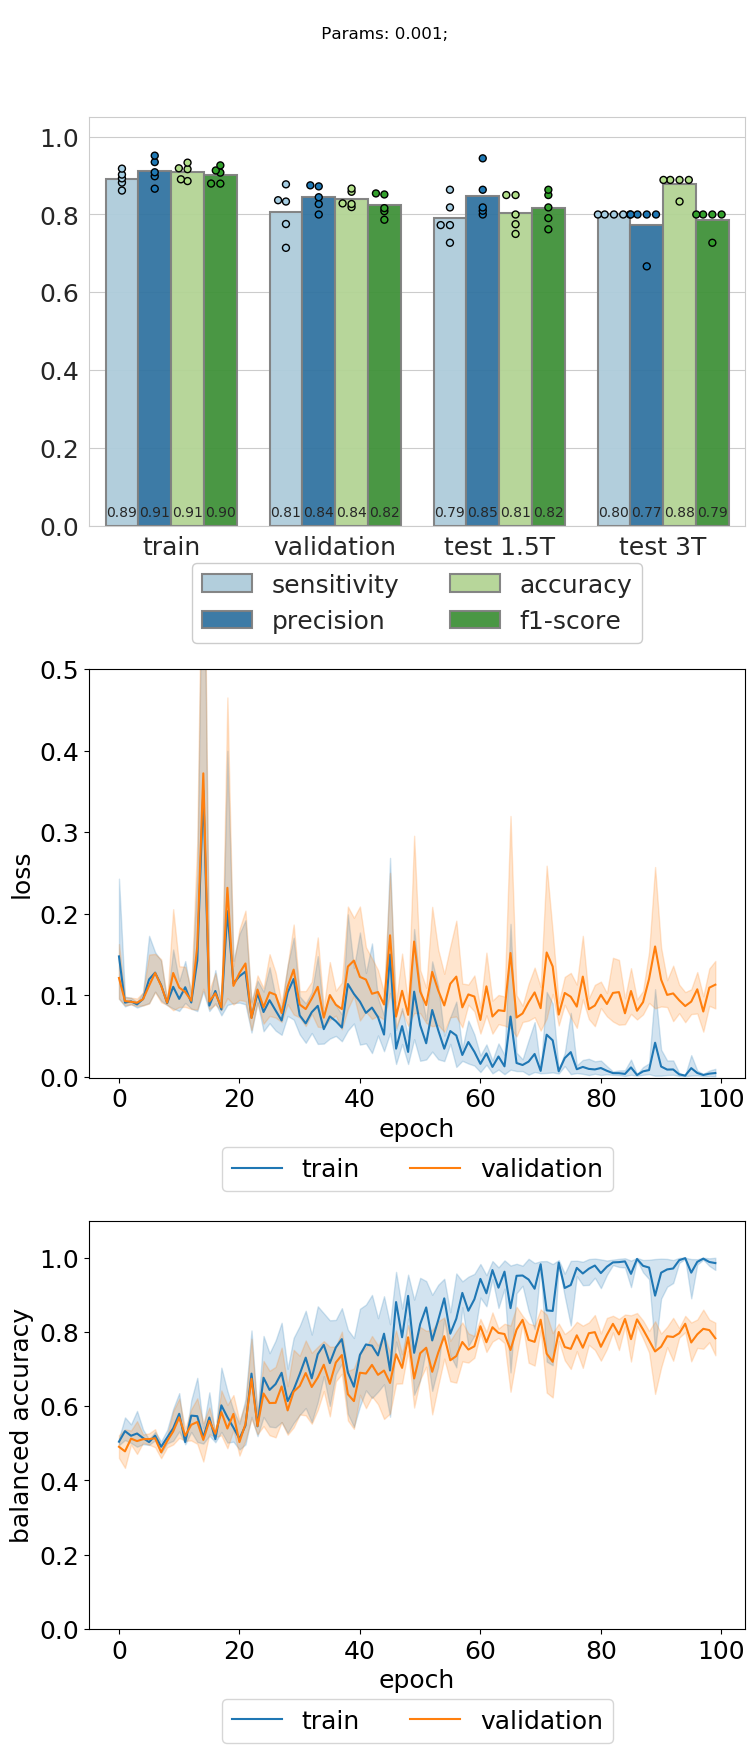 Params: 0.001;
1.0
0.8
0.6
0.4
0.2
0.0
0.89 0.91 0.91 0.90 0.81 0.84 0.84 0.82 0.79 0.85 0.81 0.82 0.80 0.77 0.88 0.79
train validation test 1.5T test 3T
sensitivity accuracy
precision f1-score
0.5
0.4
0.3
0.2
0.1
0.0
loss
0 20 40 60 80 100
epoch
train validation
1.0
0.8
0.6
0.4
0.2
0.0
balanced accuracy
0 20 40 60 80 100
epoch
train validation